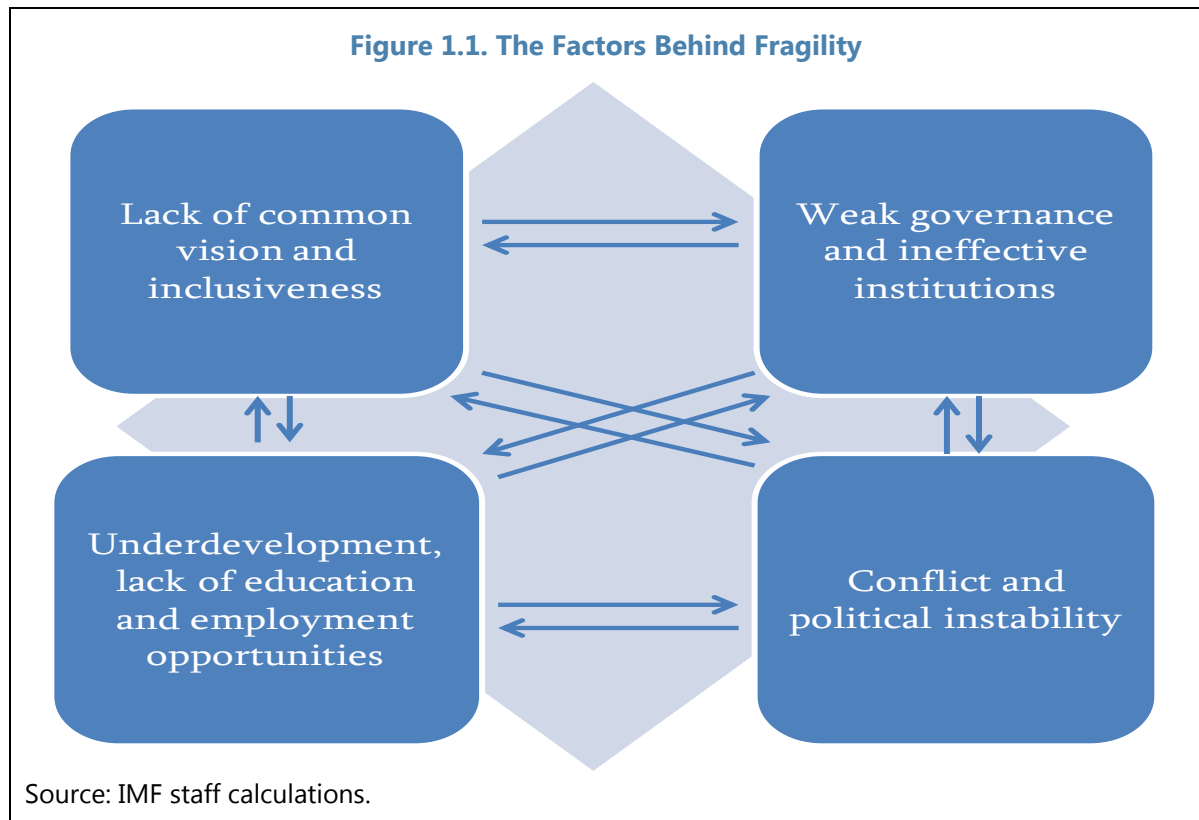 Figure 1.1. The Factors Behind Fragility
Lack of common
vision and
inclusiveness
Weak governance
and ineffective
institutions
Underdevelopment,
lack of education
and employment
opportunities
Conflict and
political instability
Source: IMF staff calculations.